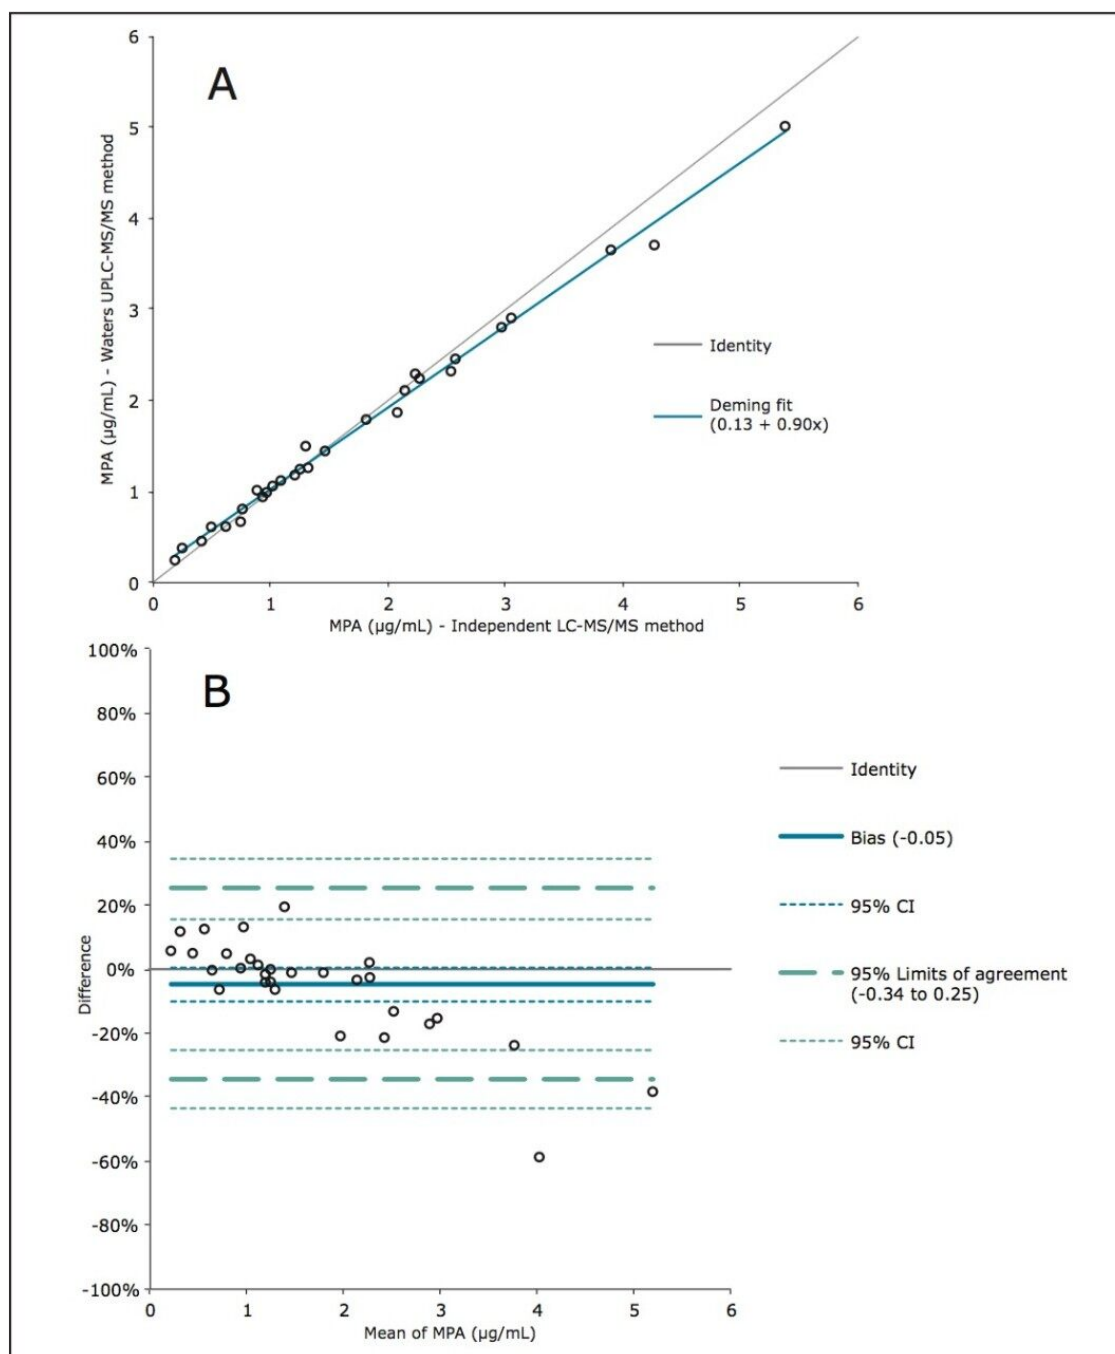 A
6
5
4
3
2
1
0
MPA (µg/mL) - Waters UPLC-MS/MS method
Identity
Deming fit
(0.13 + 0.90x)
0 1 2 3 4 5 6
MPA (µg/mL) - Independent LC-MS/MS method
B
100%
80%
60%
40%
20%
0%
-20%
-40%
-60%
-80%
-100%
Difference
Identity
Bias (-0.05)
95% CI
95% Limits of agreement
(-0.34 to 0.25)
95% CI
0 1 2 3 4 5 6
Mean of MPA (µg/mL)